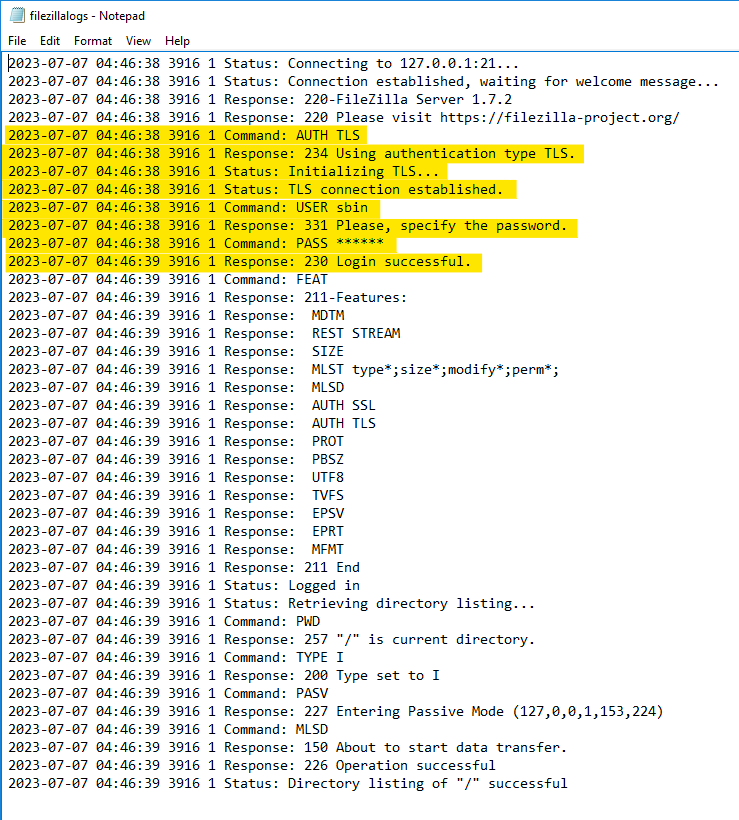 filezillalogs - Notepad
File Edit Format View Help
2023-07-07 04:46:38 3916 1 Status: Connecting to 127.0.0.1:21...
2023-07-07 04:46:38 3916 1 Status: Connection established, waiting for welcome message...
2023-07-07 04:46:38 3916 1 Response: 220-FileZilla Server 1.7.2
2023-07-07 04:46:38 3916 1 Response: 220 Please visit https://filezilla-project.org/
2023-07-07 04:46:38 3916 1 Command: AUTH TLS
2023-07-07 04:46:38 3916 1 Response: 234 Using authentication type TLS.
2023-07-07 04:46:38 3916 1 Status: Initializing TLS...
2023-07-07 04:46:38 3916 1 Status: TLS connection established.
2023-07-07 04:46:38 3916 1 Command: USER sbin
2023-07-07 04:46:38 3916 1 Response: 331 Please, specify the password.
2023-07-07 04:46:38 3916 1 Command: PASS ******
2023-07-07 04:46:39 3916 1 Response: 230 Login successful.
2023-07-07 04:46:39 3916 1 Command: FEAT
2023-07-07 04:46:39 3916 1 Response: 211-Features:
2023-07-07 04:46:39 3916 1 Response:  MDTM
2023-07-07 04:46:39 3916 1 Response:  REST STREAM
2023-07-07 04:46:39 3916 1 Response:  SIZE
2023-07-07 04:46:39 3916 1 Response:  MLST type*;size*;modify*;perm*;
2023-07-07 04:46:39 3916 1 Response:  MLSD
2023-07-07 04:46:39 3916 1 Response:  AUTH SSL
2023-07-07 04:46:39 3916 1 Response:  AUTH TLS
2023-07-07 04:46:39 3916 1 Response:  PROT
2023-07-07 04:46:39 3916 1 Response:  PBSZ
2023-07-07 04:46:39 3916 1 Response:  UTF8
2023-07-07 04:46:39 3916 1 Response:  TVFS
2023-07-07 04:46:39 3916 1 Response:  EPSV
2023-07-07 04:46:39 3916 1 Response:  EPRT
2023-07-07 04:46:39 3916 1 Response:  MFMT
2023-07-07 04:46:39 3916 1 Response: 211 End
2023-07-07 04:46:39 3916 1 Status: Logged in
2023-07-07 04:46:39 3916 1 Status: Retrieving directory listing...
2023-07-07 04:46:39 3916 1 Command: PWD
2023-07-07 04:46:39 3916 1 Response: 257 "/" is current directory.
2023-07-07 04:46:39 3916 1 Command: TYPE I
2023-07-07 04:46:39 3916 1 Response: 200 Type set to I
2023-07-07 04:46:39 3916 1 Command: PASV
2023-07-07 04:46:39 3916 1 Response: 227 Entering Passive Mode (127,0,0,1,153,224)
2023-07-07 04:46:39 3916 1 Command: MLSD
2023-07-07 04:46:39 3916 1 Response: 150 About to start data transfer.
2023-07-07 04:46:39 3916 1 Response: 226 Operation successful
2023-07-07 04:46:39 3916 1 Status: Directory listing of "/" successful